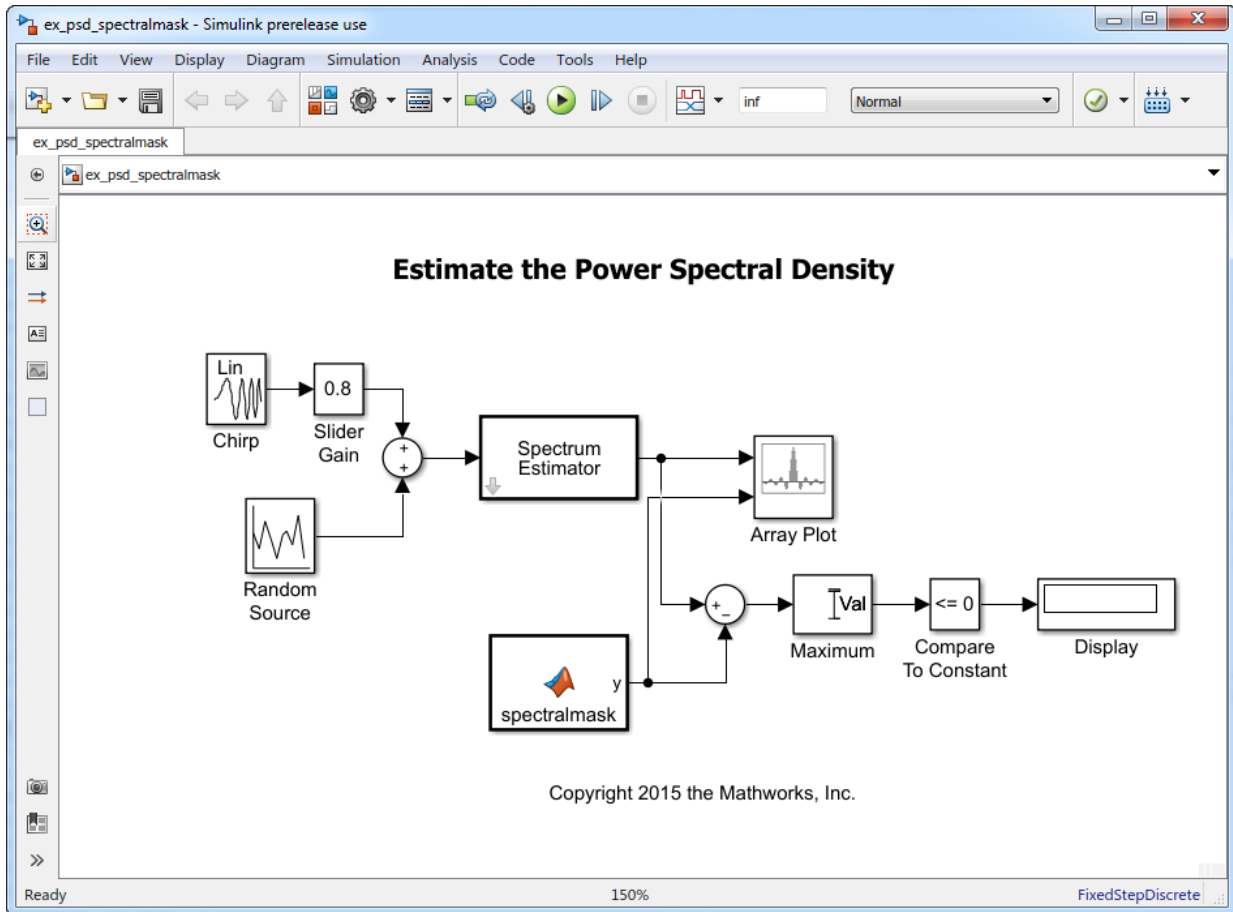 ex_psd_spectralmask - Simulink prerelease use
File Edit View Display Diagram Simulation Analysis Code Tools Help
inf
Normal
ex_psd_spectralmask
ex_psd_spectralmask
Estimate the Power Spectral Density
Lin
Chirp
0.8
Slider
Gain
+
+
Random
Source
Spectrum
Estimator
Array Plot
spectralmask
y
+
−
Val
Maximum
<= 0
Compare
To Constant
Display
Copyright 2015 the Mathworks, Inc.
Ready
150%
FixedStepDiscrete